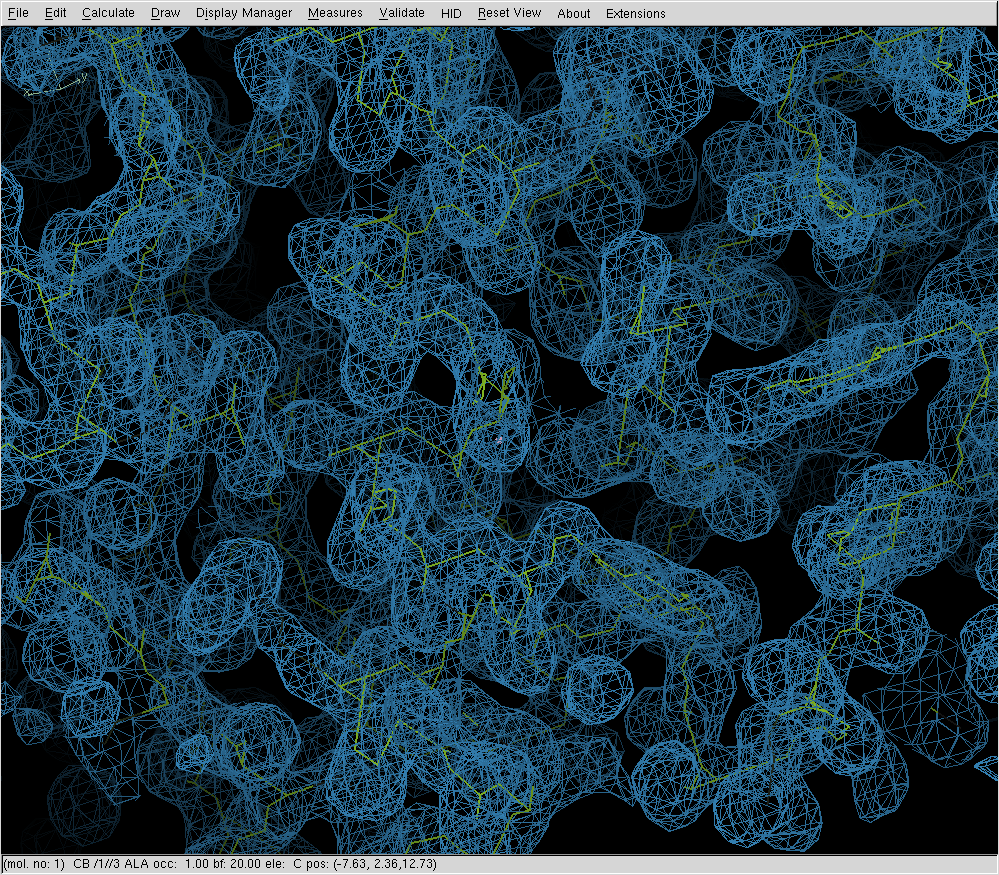 File Edit Calculate Draw Display Manager Measures Validate HID Reset View About Extensions
(mol. no: 1) CB /1//3 ALA occ: 1.00 bf: 20.00 ele: C pos: (-7.63, 2.36,12.73)